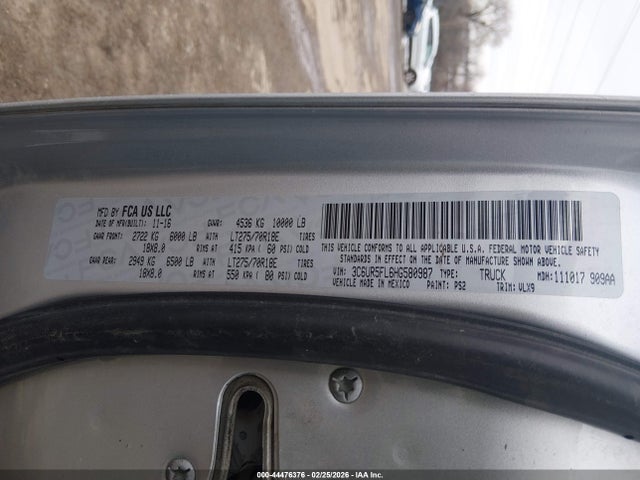 MFD BY FCA US LLC
DATE OF MFR(BUILT): 11-16 GVWR: 4536 KG 10000 LB
GAWR FRONT: 2722 KG 6000 LB LT275/70R18E TIRES
18X8.0 RIMS AT 415 KPA ( 60 PSI) COLD
GAWR REAR: 2949 KG 6500 LB LT275/70R18E TIRES
18X8.0 RIMS AT 550 KPA ( 80 PSI) COLD
THIS VEHICLE CONFORMS TO ALL APPLICABLE U.S.A. FEDERAL MOTOR VEHICLE SAFETY
STANDARDS IN EFFECT ON THE DATE OF MANUFACTURE SHOWN ABOVE.
VIN: 3C6UR5FL6HG580987 TYPE: TRUCK MDH: 111017 909AA
VEHICLE MADE IN MEXICO PAINT: PS2 TRIM: VLX9
000-44476376 - 02/25/2026 - IAA Inc.